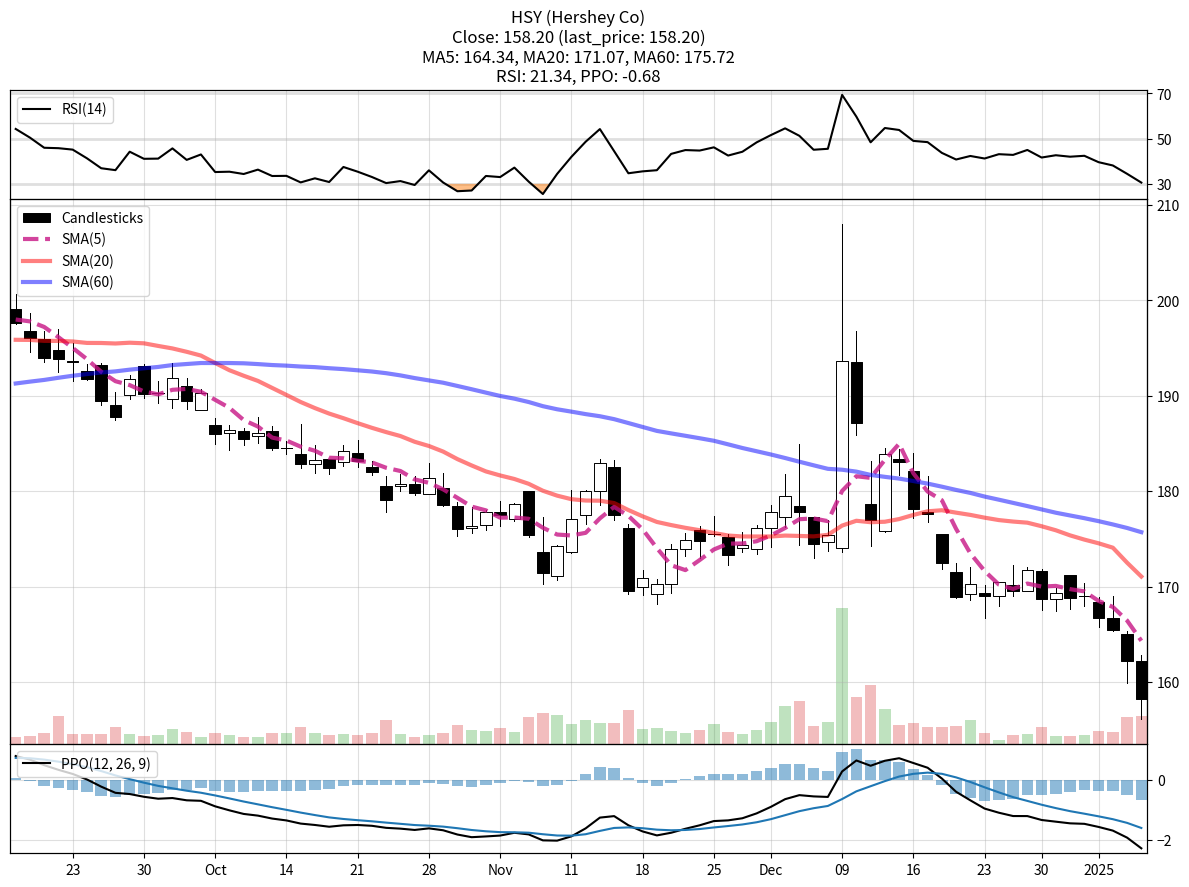 HSY (Hershey Co)
Close: 158.20 (last_price: 158.20)
MA5: 164.34, MA20: 171.07, MA60: 175.72
RSI: 21.34, PPO: -0.68
RSI(14)
70
50
30
Candlesticks
SMA(5)
SMA(20)
SMA(60)
210
200
190
180
170
160
PPO(12, 26, 9)
0
−2
23 30 Oct 14 21 28 Nov 11 18 25 Dec 09 16 23 30 2025